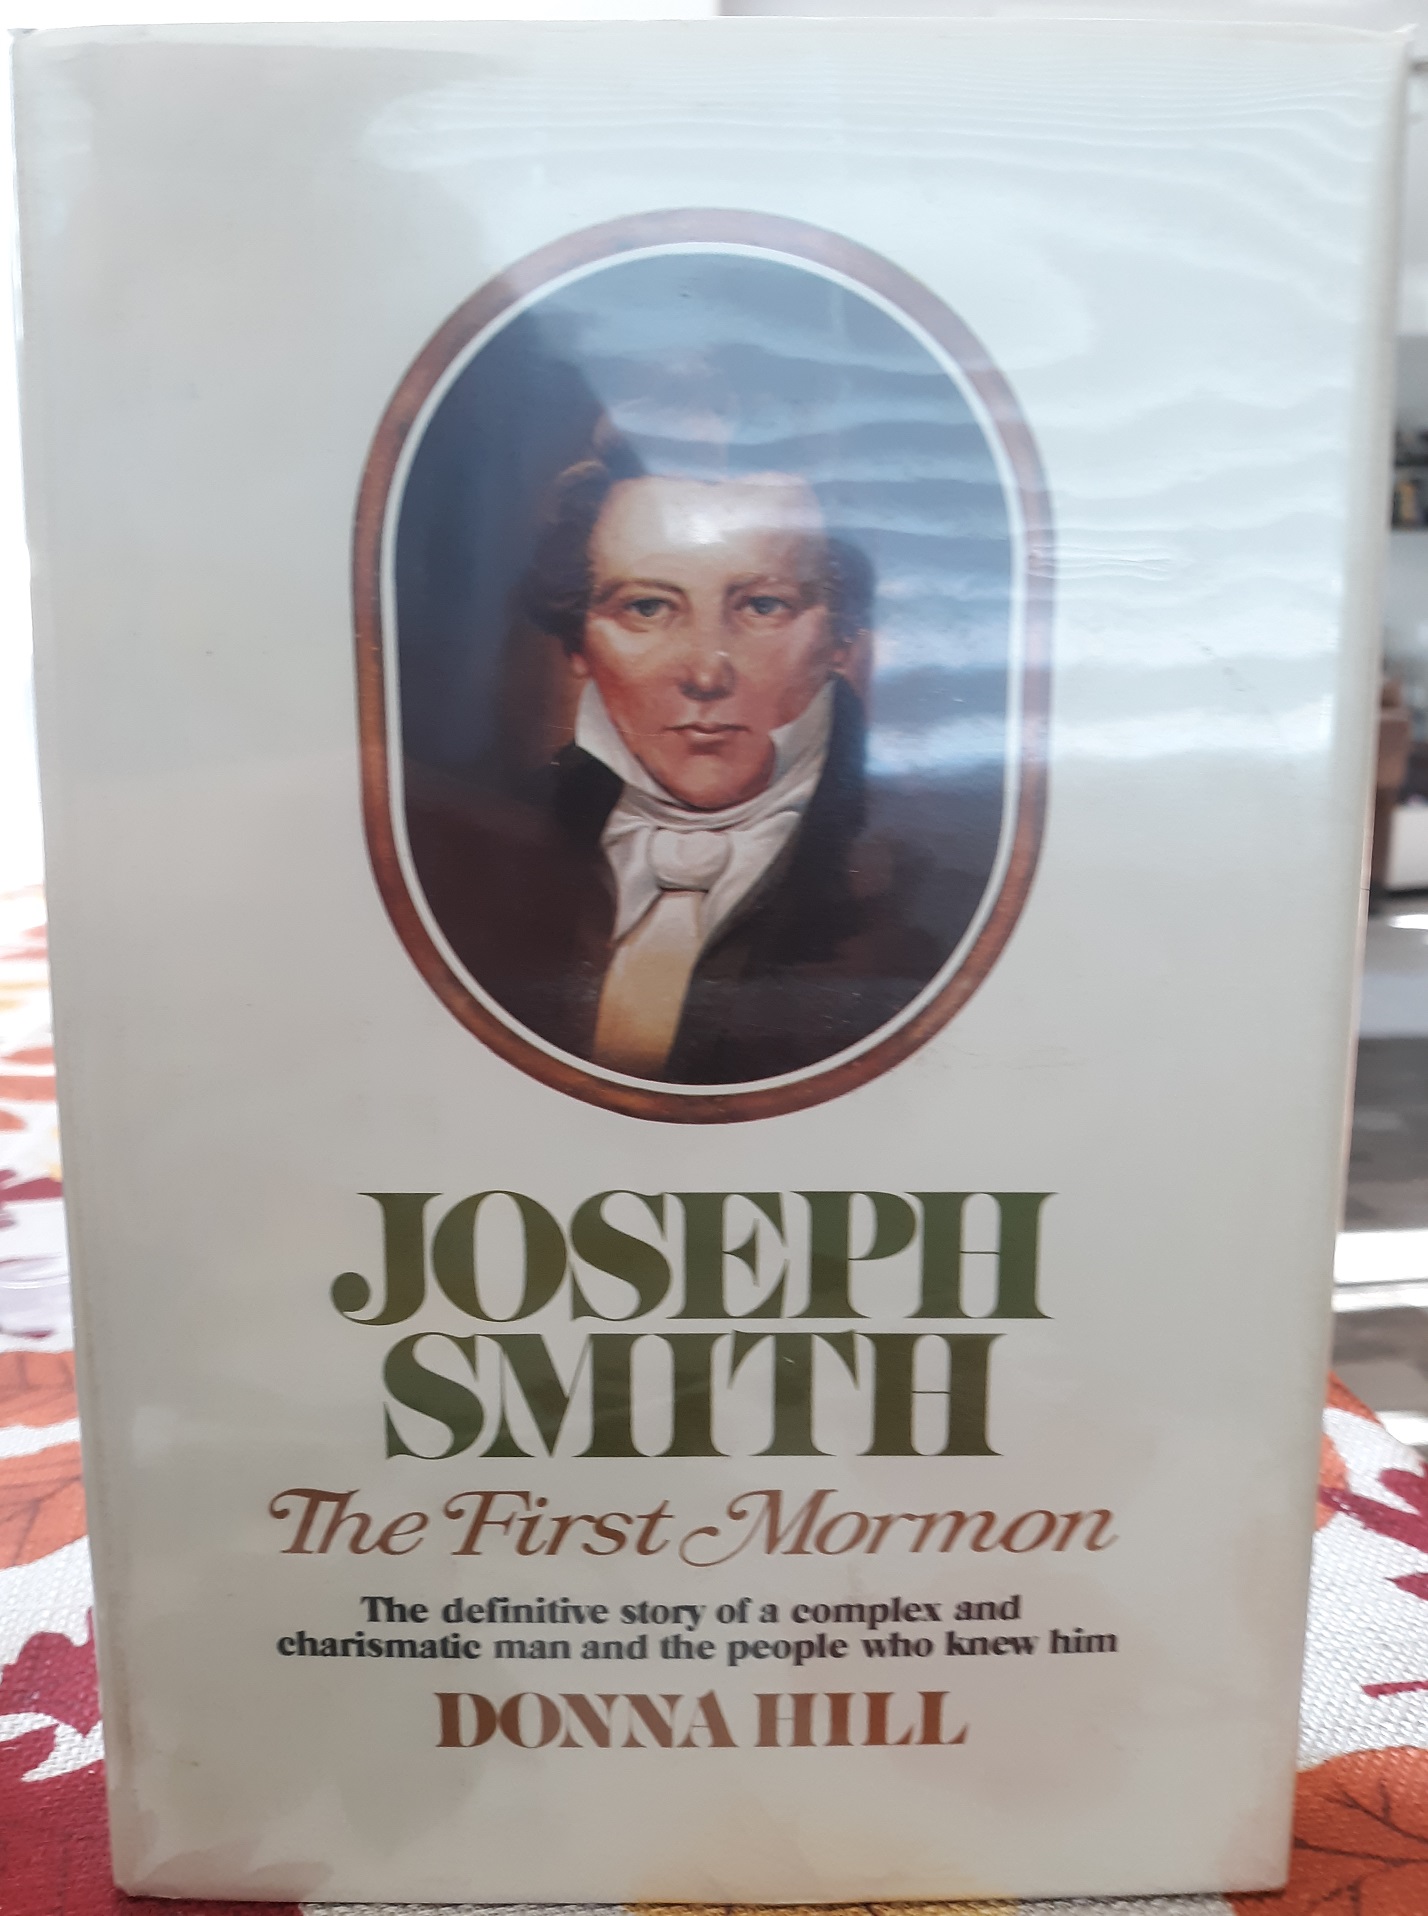 JOSEPH
SMITH
The First Mormon
The definitive story of a complex and
charismatic man and the people who knew him
DONNA HILL